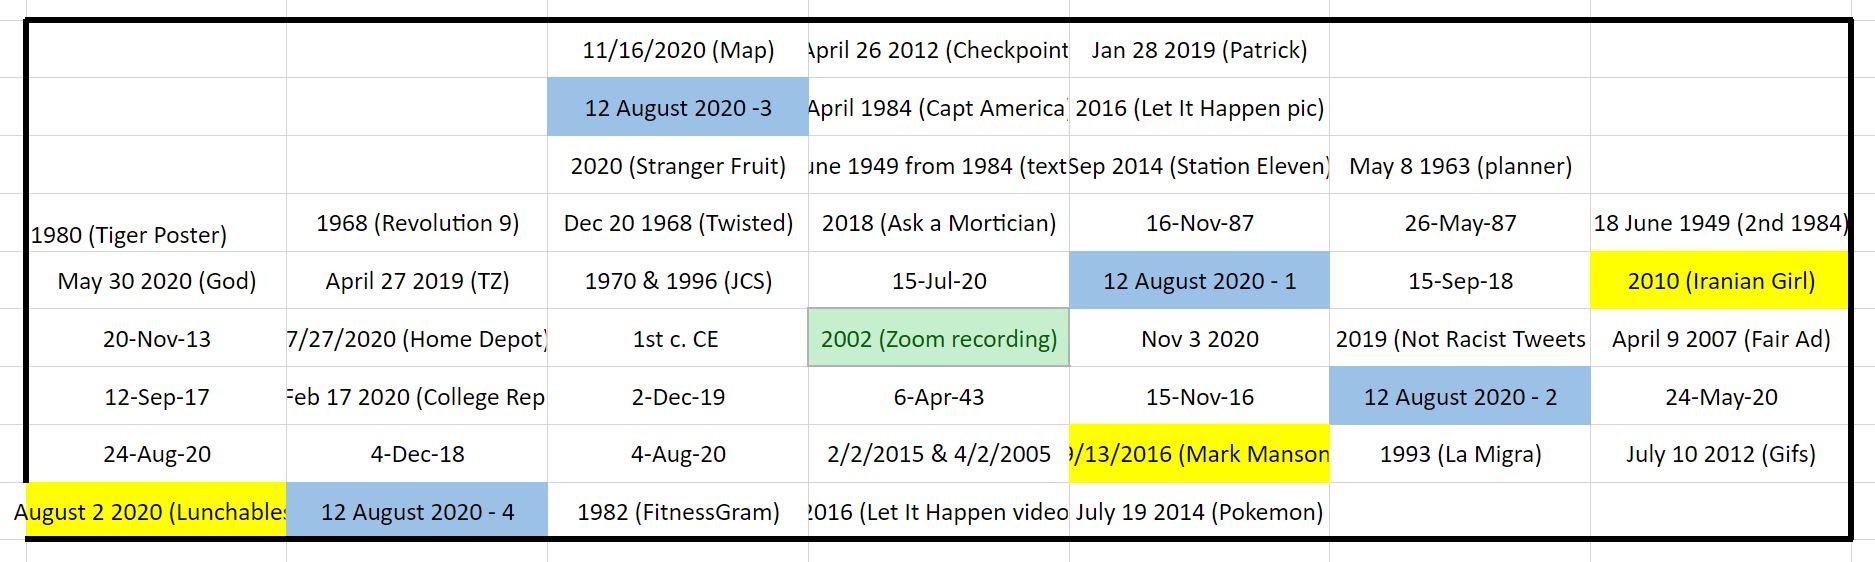 11/16/2020 (Map) April 26 2012 (Checkpoint Jan 28 2019 (Patrick)
12 August 2020 -3 April 1984 (Capt America) 2016 (Let It Happen pic)
2020 (Stranger Fruit) une 1949 from 1984 (text Sep 2014 (Station Eleven) May 8 1963 (planner)
1980 (Tiger Poster) 1968 (Revolution 9) Dec 20 1968 (Twisted) 2018 (Ask a Mortician) 16-Nov-87 26-May-87 18 June 1949 (2nd 1984)
May 30 2020 (God) April 27 2019 (TZ) 1970 & 1996 (JCS) 15-Jul-20 12 August 2020 - 1 15-Sep-18 2010 (Iranian Girl)
20-Nov-13 7/27/2020 (Home Depot) 1st c. CE 2002 (Zoom recording) Nov 3 2020 2019 (Not Racist Tweets April 9 2007 (Fair Ad)
12-Sep-17 Feb 17 2020 (College Rep 2-Dec-19 6-Apr-43 15-Nov-16 12 August 2020 - 2 24-May-20
24-Aug-20 4-Dec-18 4-Aug-20 2/2/2015 & 4/2/2005 9/13/2016 (Mark Manson 1993 (La Migra) July 10 2012 (Gifs)
August 2 2020 (Lunchables 12 August 2020 - 4 1982 (FitnessGram) 2016 (Let It Happen video July 19 2014 (Pokemon)